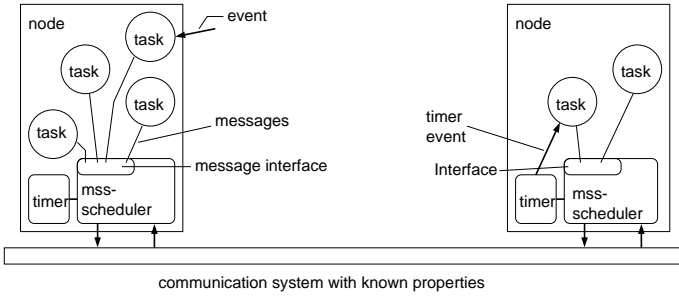 node
event
task
task
task
task
messages
message interface
timer
mss-
scheduler
node
task
task
timer
event
Interface
timer
mss-
scheduler
communication system with known properties